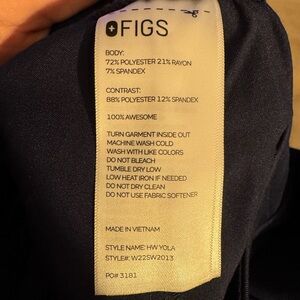 FIGS
BODY:
72% POLYESTER 21% RAYON
7% SPANDEX
CONTRAST:
88% POLYESTER 12% SPANDEX
100% AWESOME
TURN GARMENT INSIDE OUT
MACHINE WASH COLD
WASH WITH LIKE COLORS
DO NOT BLEACH
TUMBLE DRY LOW
LOW HEAT IRON IF NEEDED
DO NOT DRY CLEAN
DO NOT USE FABRIC SOFTENER
MADE IN VIETNAM
STYLE NAME: HW YOLA
STYLE#: W22SW2013
PO# 3181